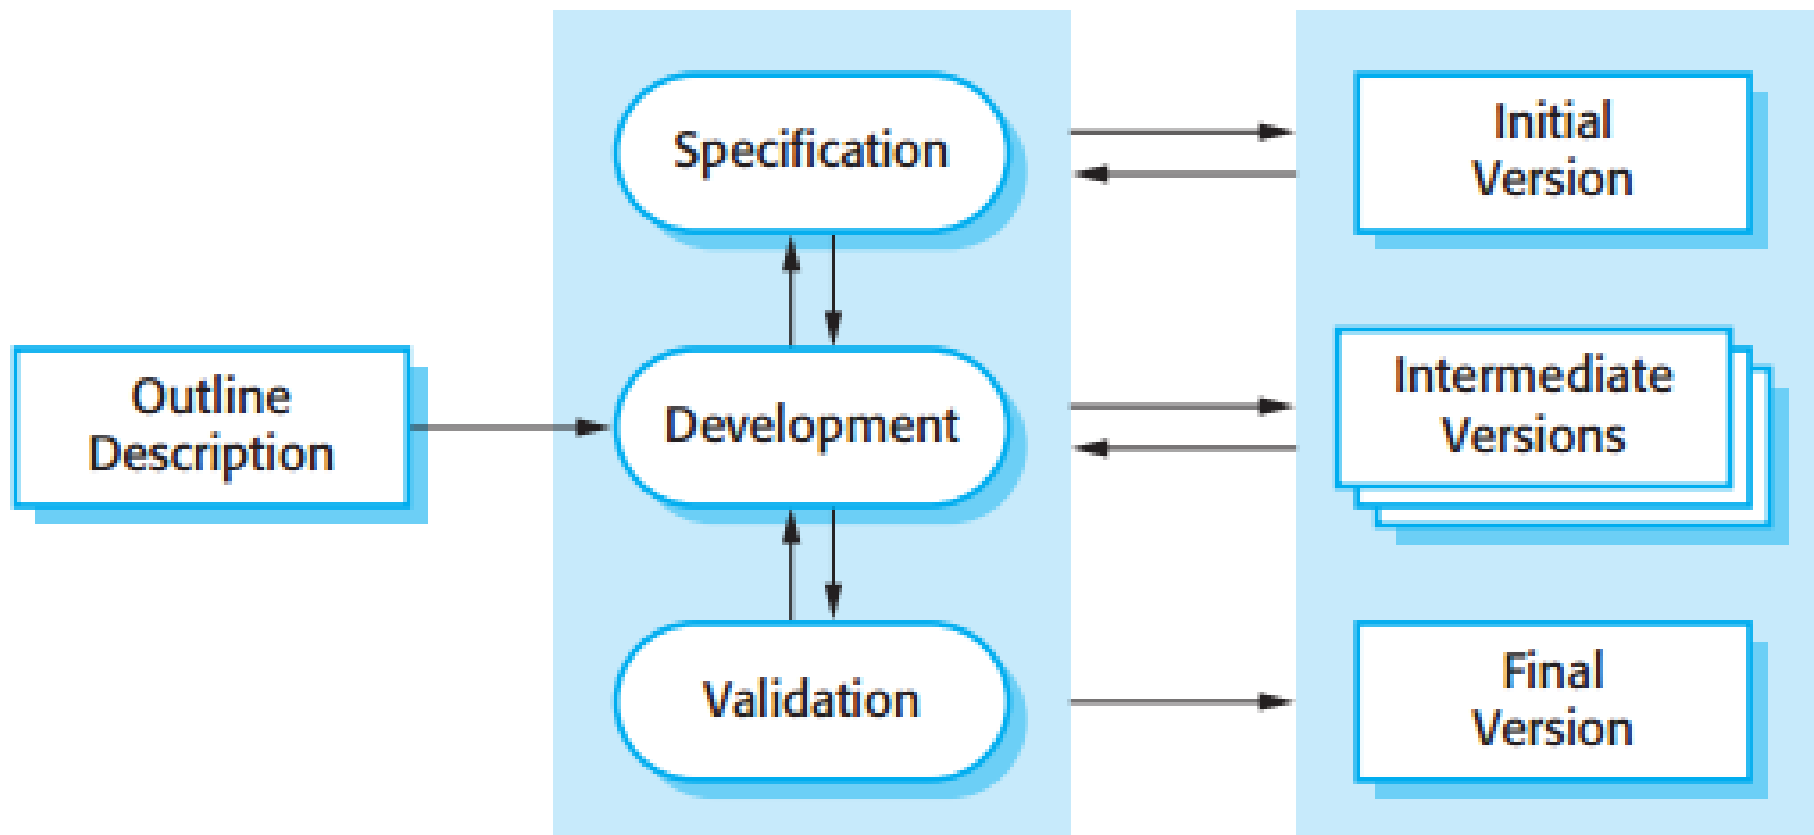 Specification
Initial
Version
Outline
Description
Development
Intermediate
Versions
Validation
Final
Version